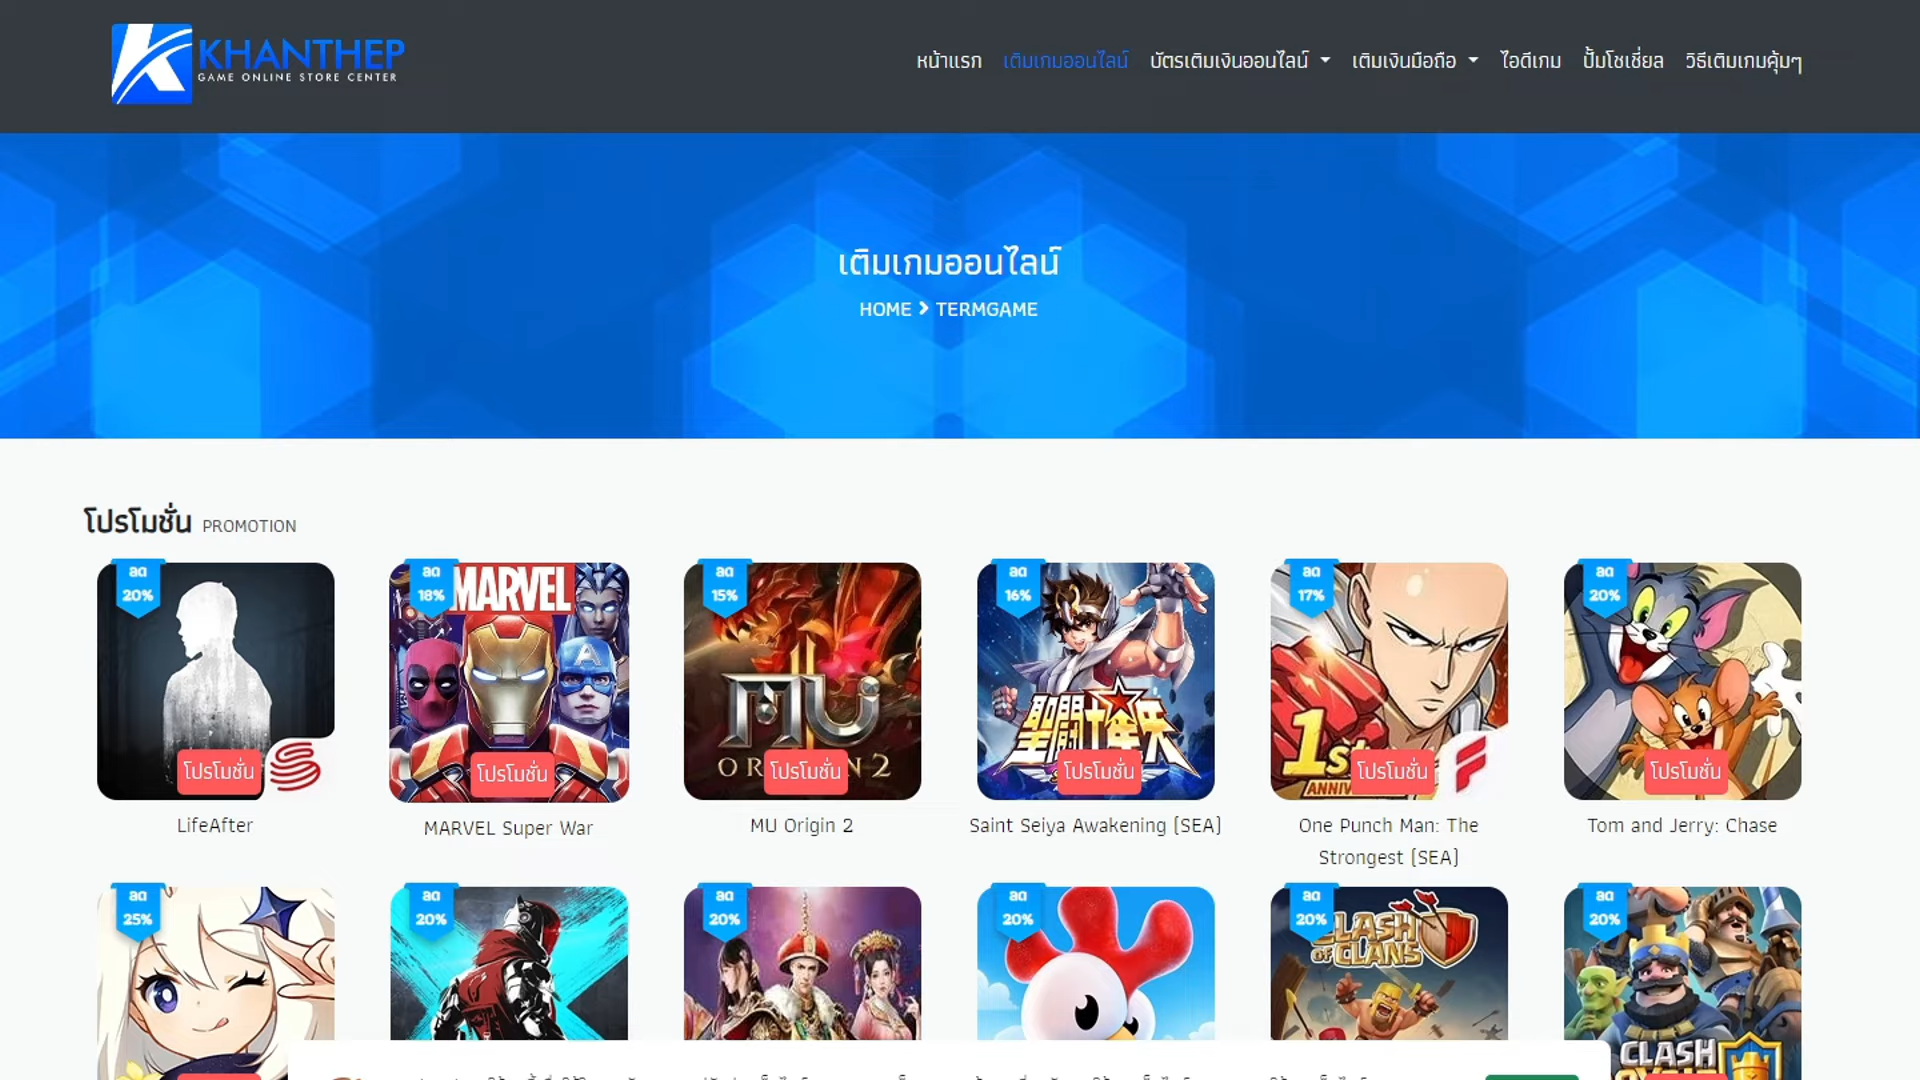 KHANTHEP
GAME ONLINE STORE CENTER
หน้าแรก เติมเกมออนไลน์ บัตรเติมเงินออนไลน์ เติมเงินมือถือ ไอดีเกม ปั้มโซเชี่ยล วิธีเติมเกมคุ้มๆ
เติมเกมออนไลน์
HOME TERMGAME
โปรโมชั่น PROMOTION
ลด 20%
ลด 18%
MARVEL
ลด 15%
ลด 16%
ลด 17%
ลด 20%
A
MU
ORIGIN 2
1st
ANNIV
โปรโมชั่น
โปรโมชั่น
โปรโมชั่น
โปรโมชั่น
โปรโมชั่น
โปรโมชั่น
LifeAfter
MARVEL Super War
MU Origin 2
Saint Seiya Awakening (SEA)
One Punch Man: The
Strongest (SEA)
Tom and Jerry: Chase
ลด 25%
ลด 20%
ลด 20%
ลด 20%
ลด 20%
CLASH
OF CLANS
ลด 20%
CLASH